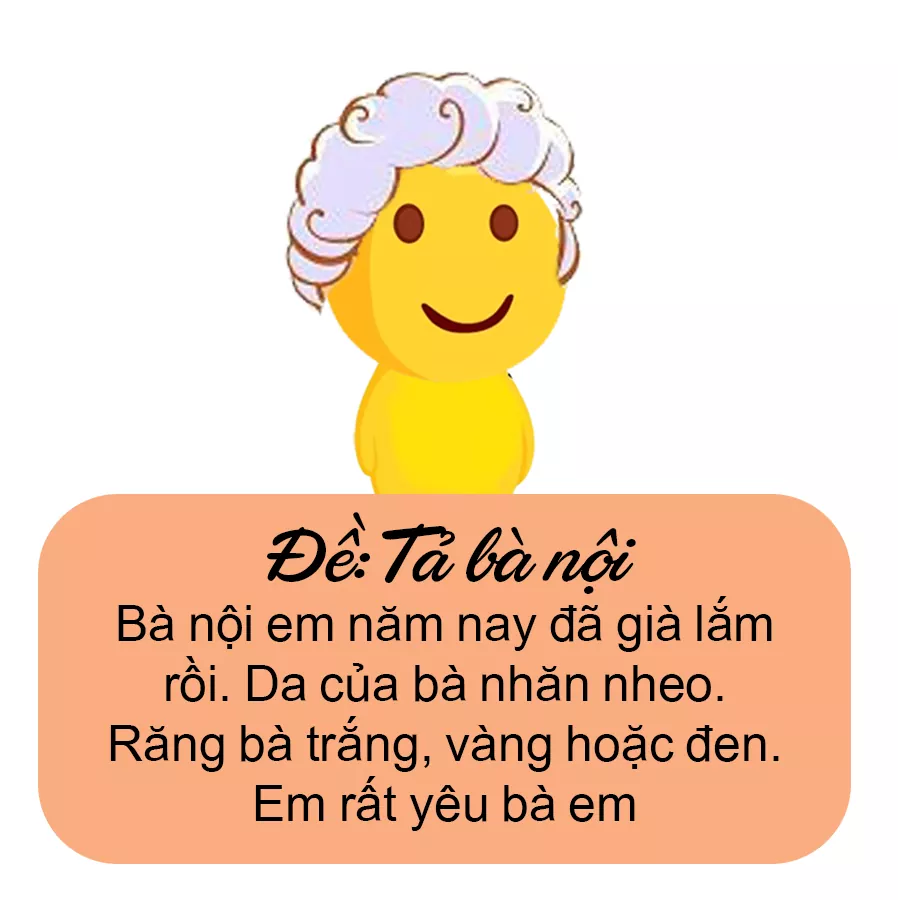 Đề: Tả bà nội
Bà nội em năm nay đã già lắm
rồi. Da của bà nhăn nheo.
Răng bà trắng, vàng hoặc đen.
Em rất yêu bà em